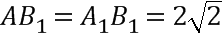 AB₁ = A₁B₁ = 2√2